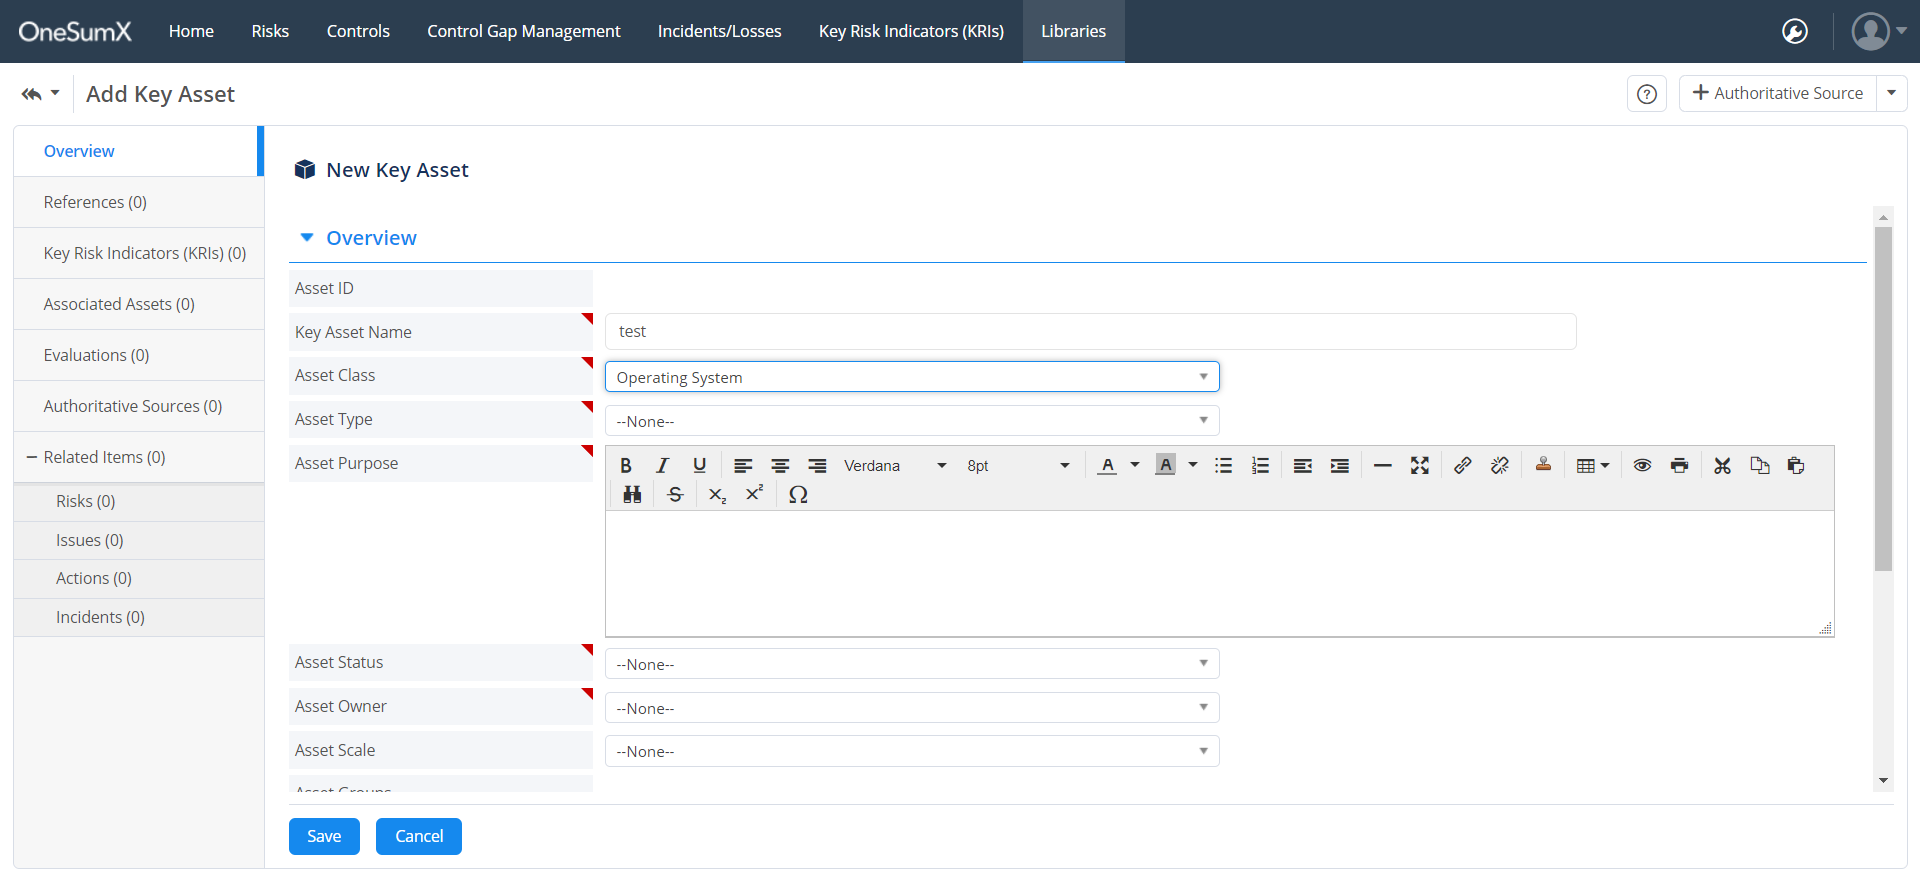 OneSumX Home Risks Controls Control Gap Management Incidents/Losses Key Risk Indicators (KRIs) Libraries
Add Key Asset
Authoritative Source
Overview
References (0)
Key Risk Indicators (KRIs) (0)
Associated Assets (0)
Evaluations (0)
Authoritative Sources (0)
Related Items (0)
Risks (0)
Issues (0)
Actions (0)
Incidents (0)
New Key Asset
Overview
Asset ID
Key Asset Name test
Asset Class Operating System
Asset Type --None--
Asset Purpose
B I U Verdana 8pt A A
S X₂ X² Ω
Asset Status --None--
Asset Owner --None--
Asset Scale --None--
Asset Groups
Save Cancel